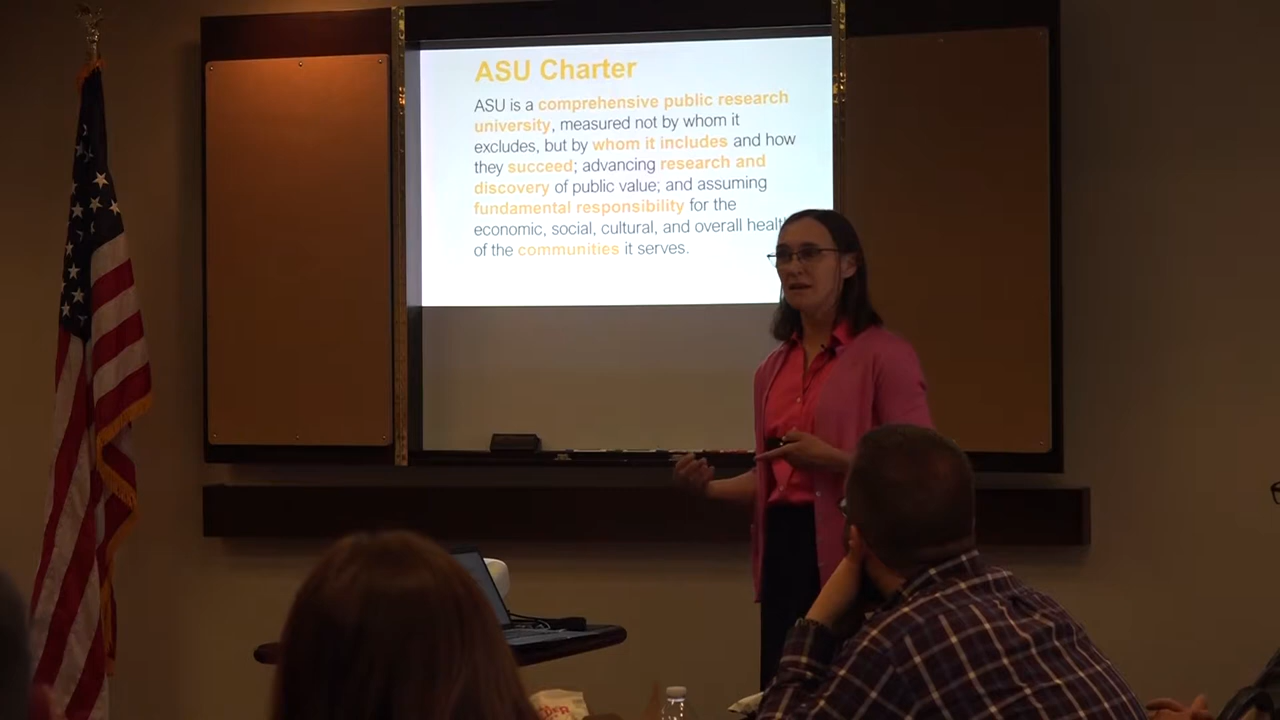 ASU Charter
ASU is a comprehensive public research
university, measured not by whom it
excludes, but by whom it includes and how
they succeed; advancing research and
discovery of public value; and assuming
fundamental responsibility for the
economic, social, cultural, and overall healt
of the communities it serves.